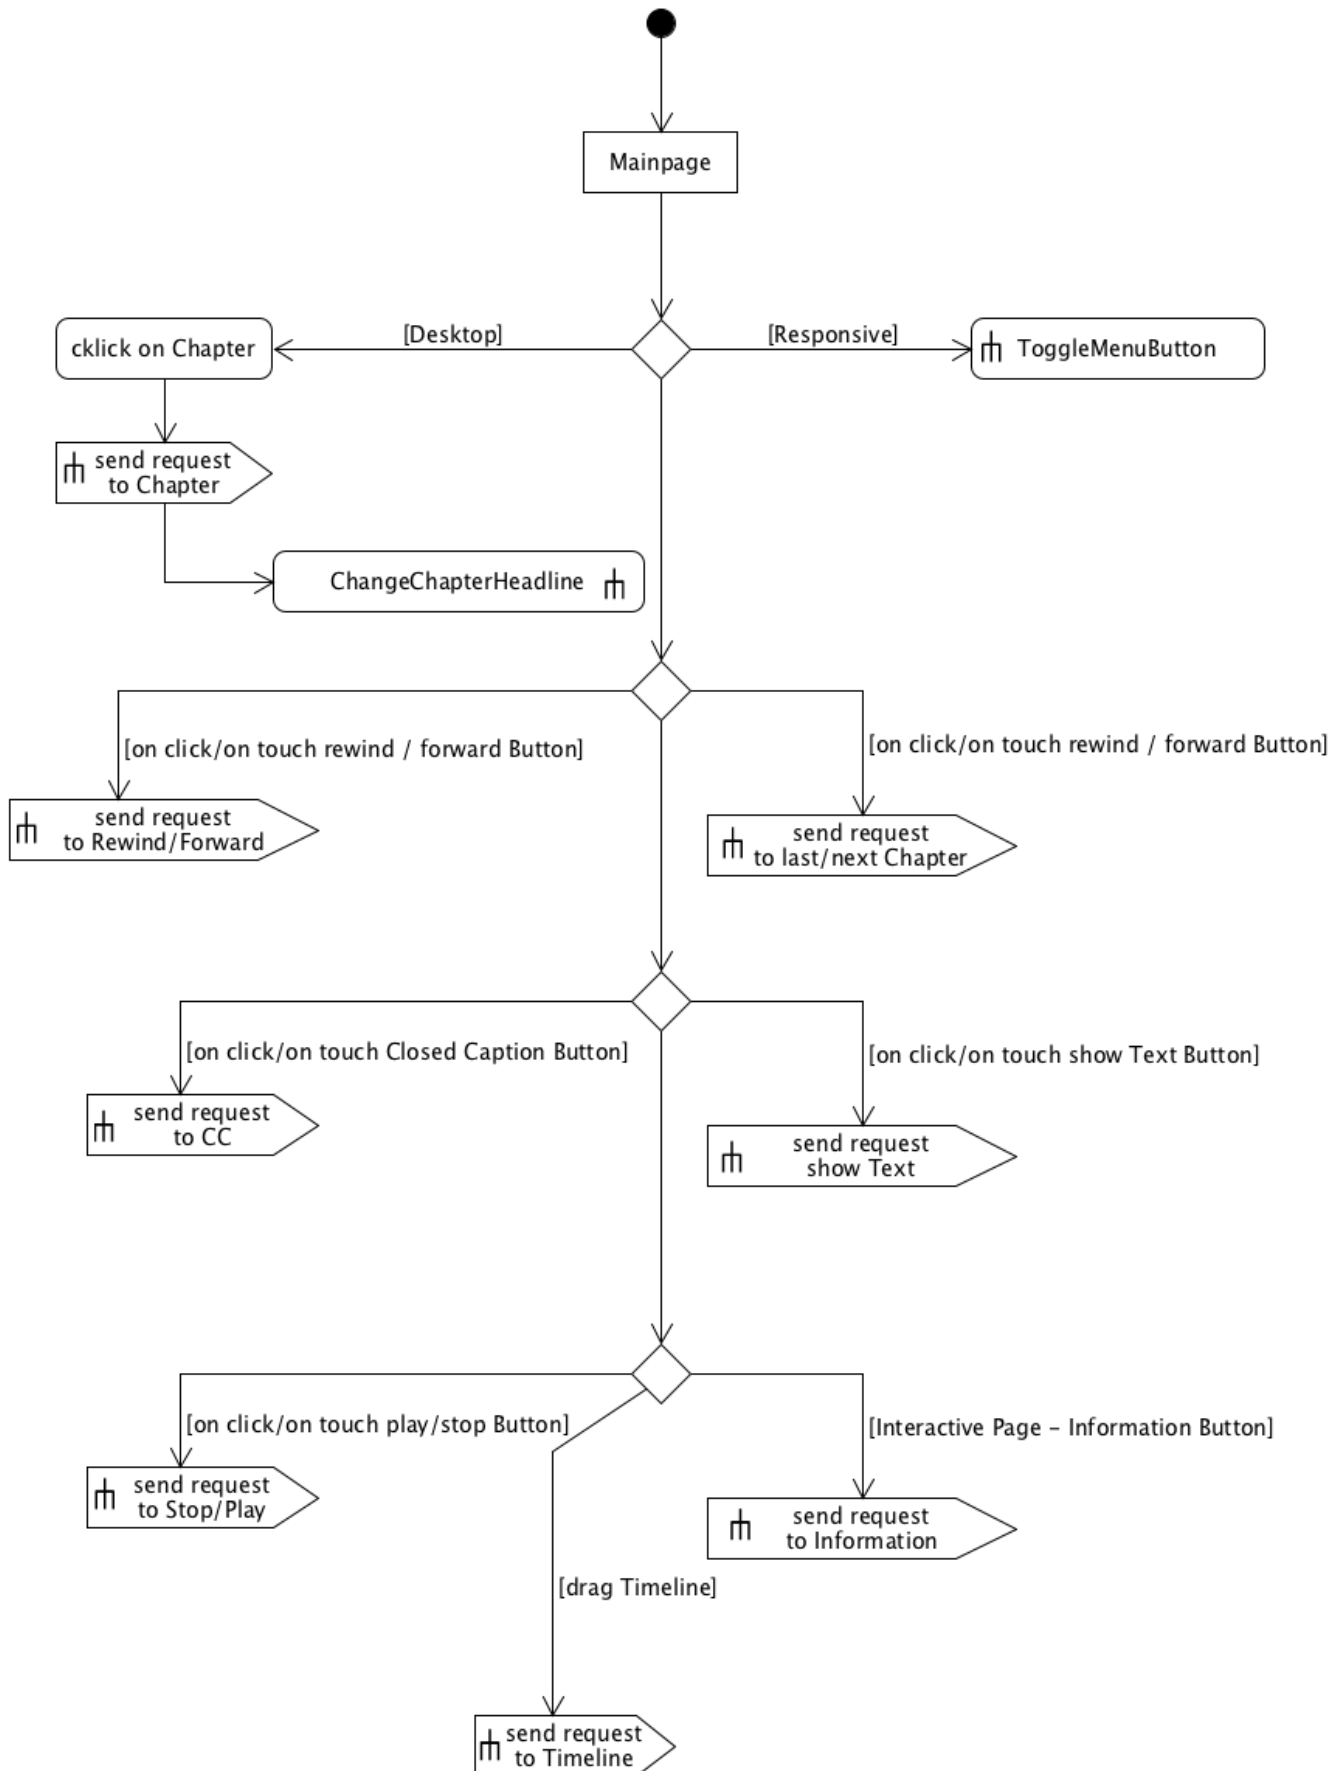 Mainpage
[Desktop]
[Responsive]
cklick on Chapter
ToggleMenuButton
send request
to Chapter
ChangeChapterHeadline
[on click/on touch rewind / forward Button]
[on click/on touch rewind / forward Button]
send request
to Rewind/Forward
send request
to last/next Chapter
[on click/on touch Closed Caption Button]
[on click/on touch show Text Button]
send request
to CC
send request
show Text
[on click/on touch play/stop Button]
[Interactive Page – Information Button]
send request
to Stop/Play
send request
to Information
[drag Timeline]
send request
to Timeline